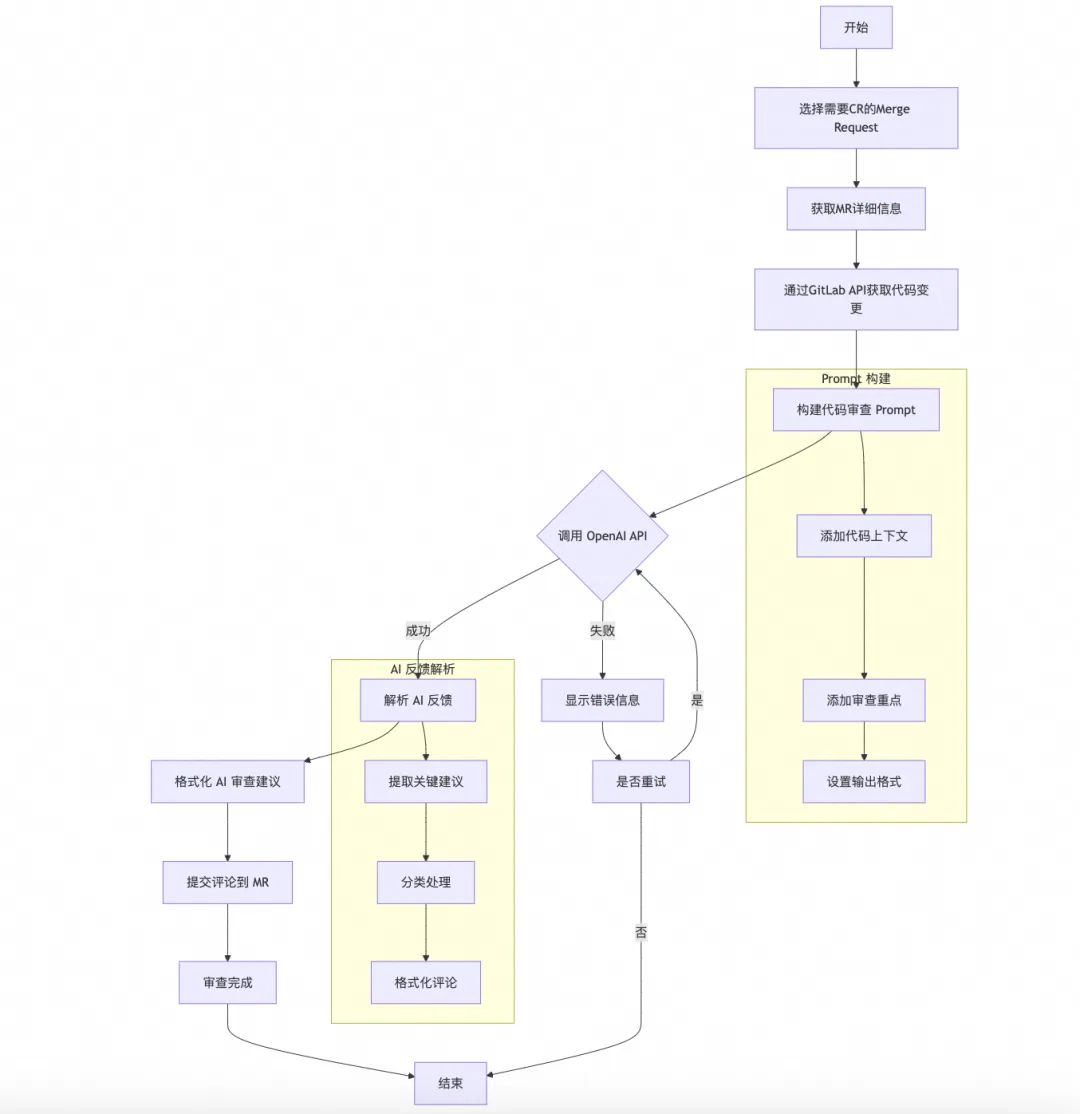 开始
选择需要CR的Merge
Request
获取MR详细信息
通过GitLab API获取代码变
更
Prompt 构建
构建代码审查 Prompt
调用 OpenAI API
添加代码上下文
成功
失败
AI 反馈解析
解析 AI 反馈
显示错误信息
是
添加审查重点
格式化 AI 审查建议
提取关键建议
是否重试
设置输出格式
提交评论到 MR
分类处理
否
审查完成
格式化评论
结束